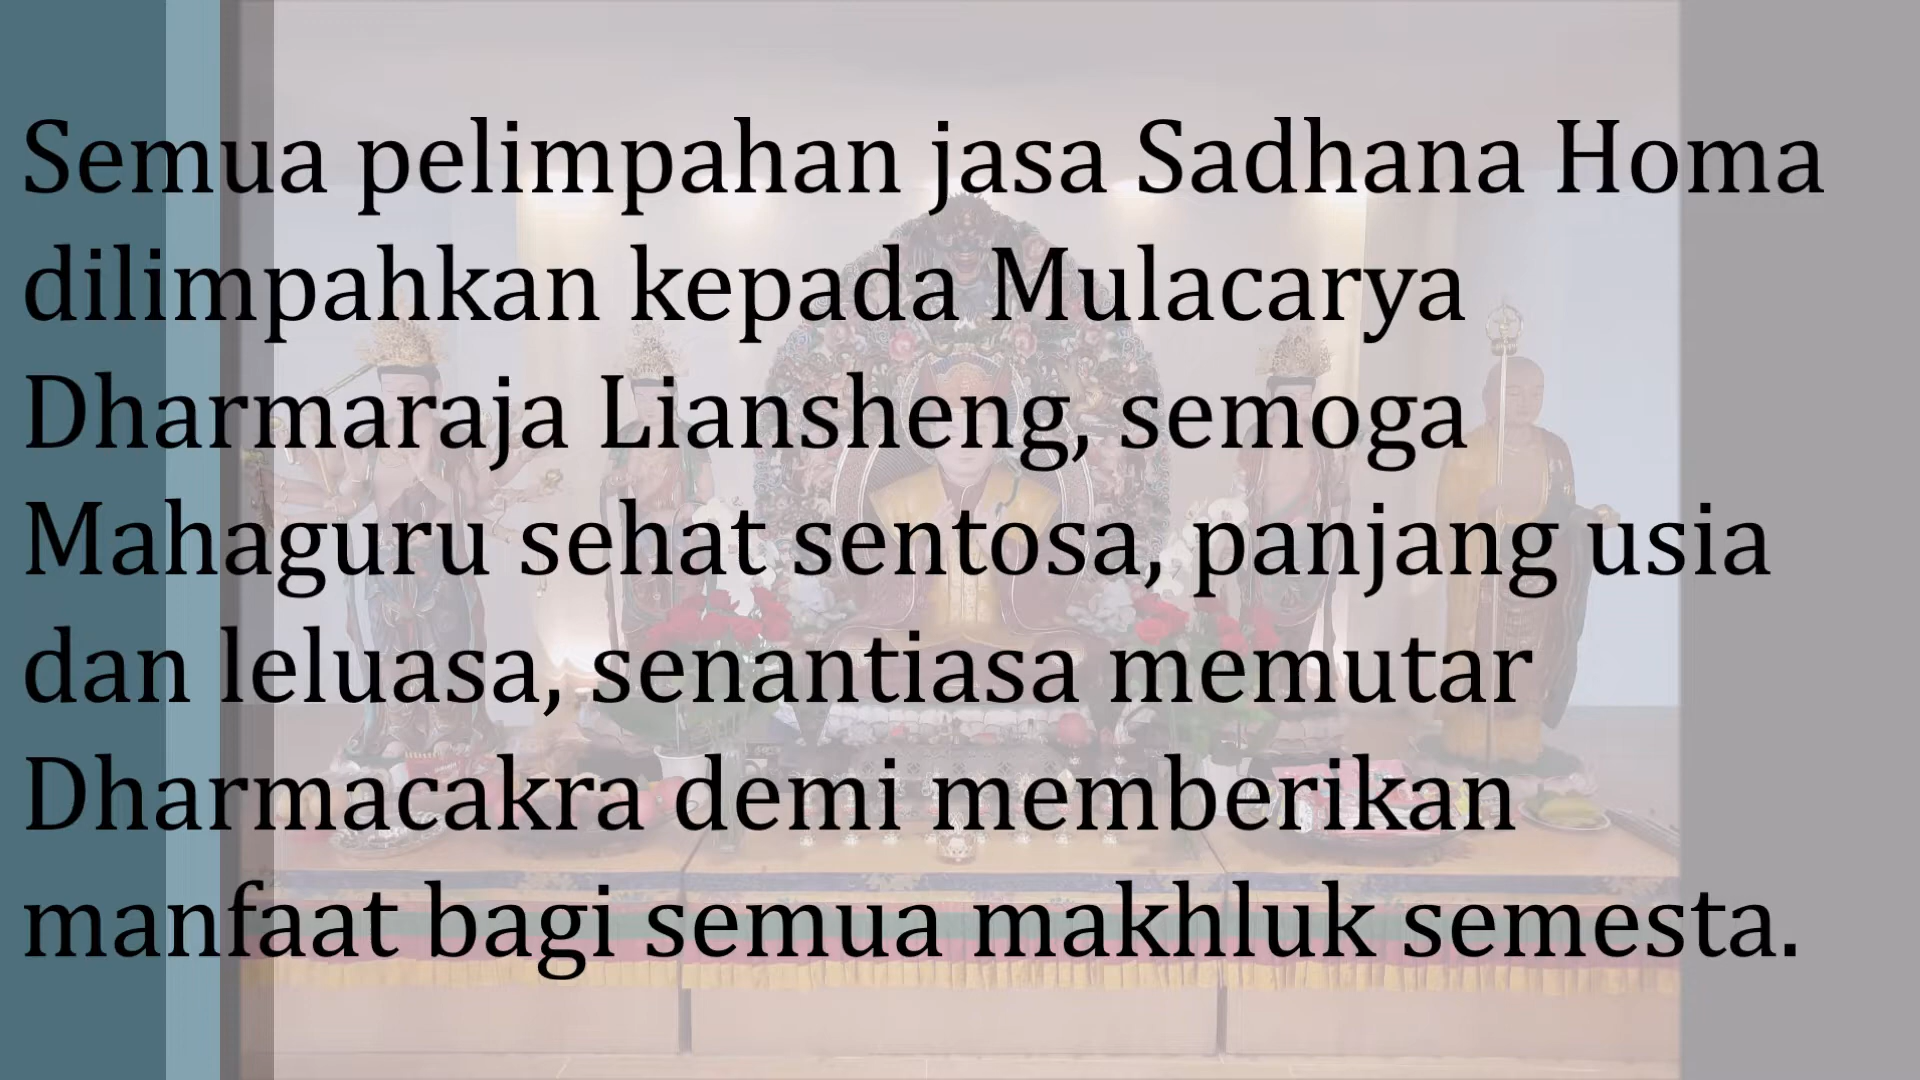 Semua pelimpahan jasa Sadhana Homa
dilimpahkan kepada Mulacarya
Dharmaraja Liansheng, semoga
Mahaguru sehat sentosa, panjang usia
dan leluasa, senantiasa memutar
Dharmacakra demi memberikan
manfaat bagi semua makhluk semesta.